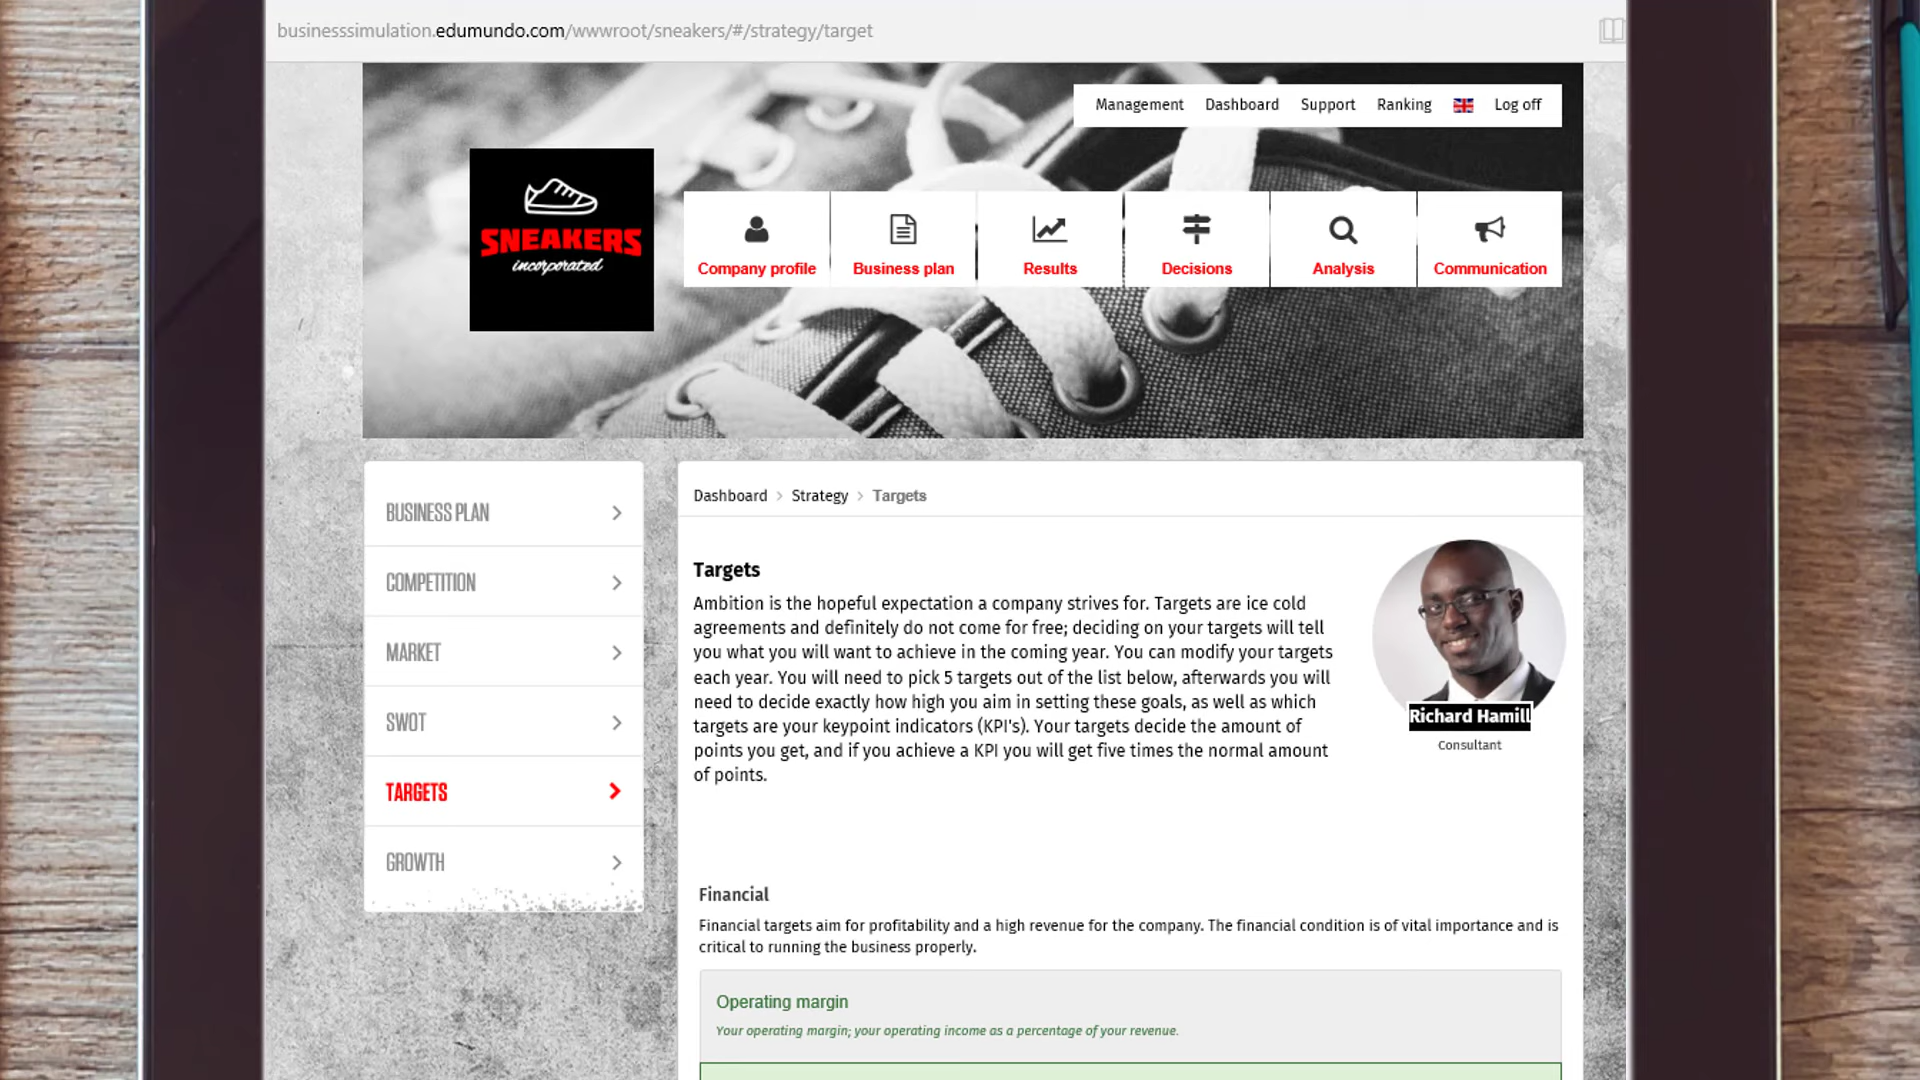 businesssimulation.edumundo.com/wwwroot/sneakers/#/strategy/target
Management Dashboard Support Ranking Log off
SNEAKERS
incorporated
Company profile Business plan Results Decisions Analysis Communication
BUSINESS PLAN
COMPETITION
MARKET
SWOT
TARGETS
GROWTH
Dashboard > Strategy > Targets
Targets
Ambition is the hopeful expectation a company strives for. Targets are ice cold
agreements and definitely do not come for free; deciding on your targets will tell
you what you will want to achieve in the coming year. You can modify your targets
each year. You will need to pick 5 targets out of the list below, afterwards you will
need to decide exactly how high you aim in setting these goals, as well as which
targets are your keypoint indicators (KPI's). Your targets decide the amount of
points you get, and if you achieve a KPI you will get five times the normal amount
of points.
Richard Hamill
Consultant
Financial
Financial targets aim for profitability and a high revenue for the company. The financial condition is of vital importance and is
critical to running the business properly.
Operating margin
Your operating margin; your operating income as a percentage of your revenue.